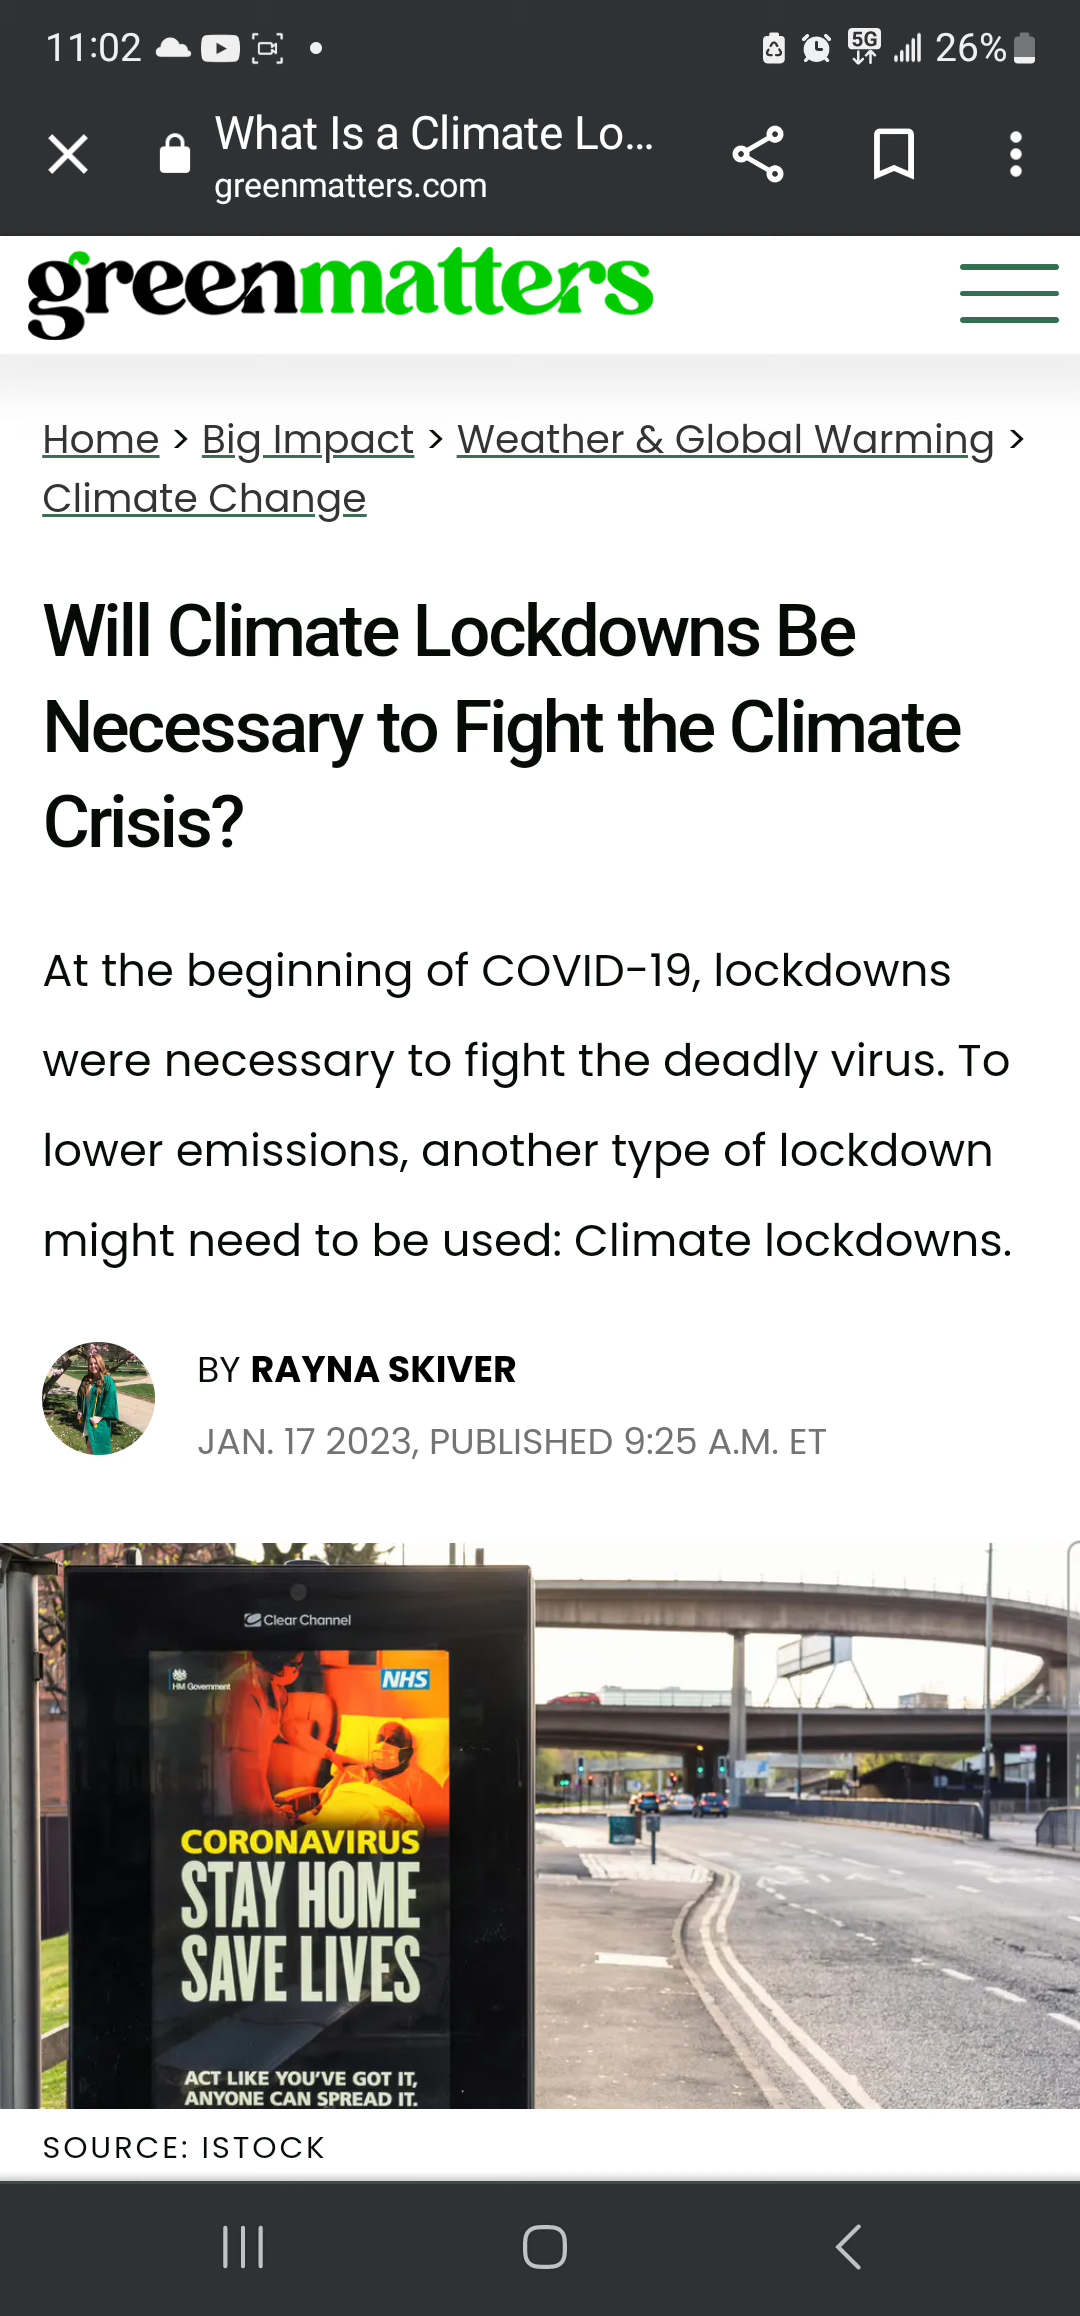 11:02
5G
26%
What Is a Climate Lo...
greenmatters.com
greenmatters
Home > Big Impact > Weather & Global Warming >
Climate Change
Will Climate Lockdowns Be
Necessary to Fight the Climate
Crisis?
At the beginning of COVID-19, lockdowns
were necessary to fight the deadly virus. To
lower emissions, another type of lockdown
might need to be used: Climate lockdowns.
BY RAYNA SKIVER
JAN. 17 2023, PUBLISHED 9:25 A.M. ET
Clear Channel
HM Government
NHS
CORONAVIRUS
STAY HOME
SAVE LIVES
ACT LIKE YOU'VE GOT IT,
ANYONE CAN SPREAD IT.
SOURCE: ISTOCK